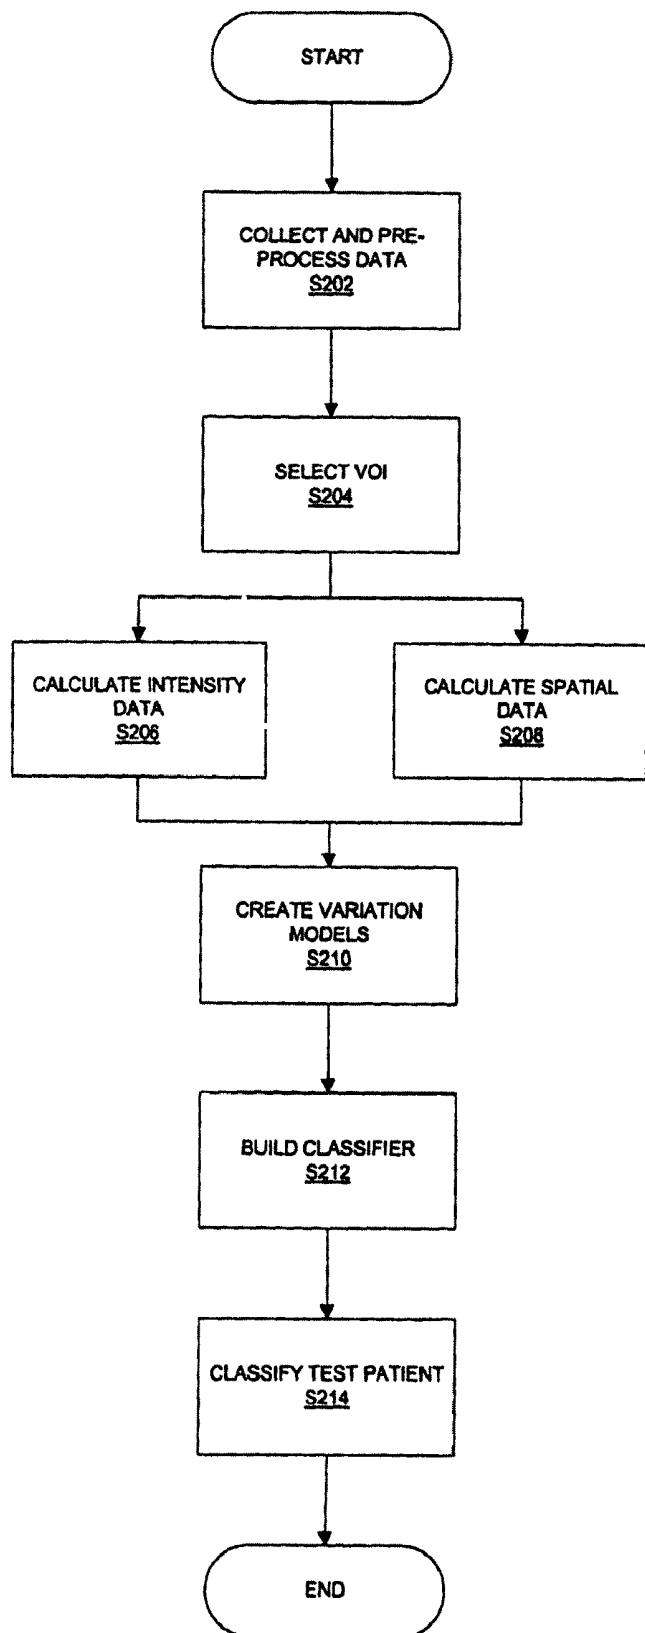 START
COLLECT AND PRE-
PROCESS DATA
S202
SELECT VOI
S204
CALCULATE INTENSITY
DATA
S206
CALCULATE SPATIAL
DATA
S208
CREATE VARIATION
MODELS
S210
BUILD CLASSIFIER
S212
CLASSIFY TEST PATIENT
S214
END